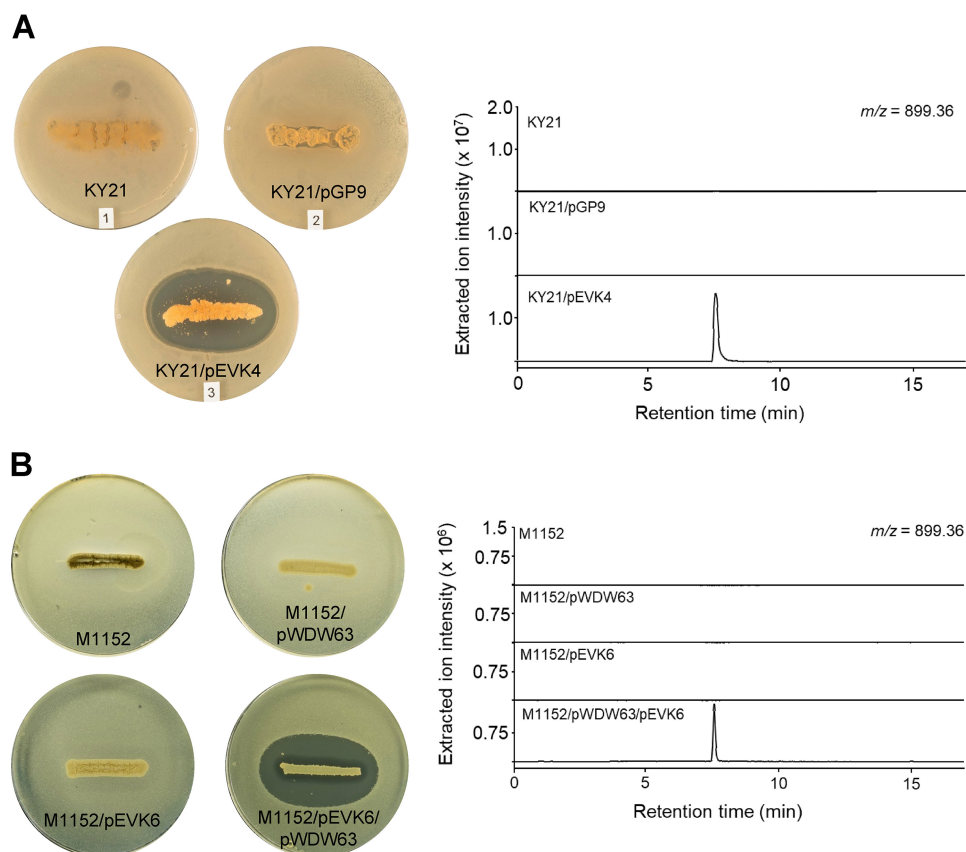 A
KY21
1
KY21/pGP9
2
KY21/pEVK4
3
Extracted ion intensity (x 10⁷)
2.0
1.0
KY21
m/z = 899.36
KY21/pGP9
1.0
KY21/pEVK4
1.0
0 5 10 15
Retention time (min)
B
M1152
M1152/
pWDW63
M1152/pEVK6
M1152/pEVK6/
pWDW63
Extracted ion intensity (x 10⁶)
1.5
0.75
M1152
m/z = 899.36
M1152/pWDW63
0.75
M1152/pEVK6
0.75
M1152/pWDW63/pEVK6
0.75
0 5 10 15
Retention time (min)